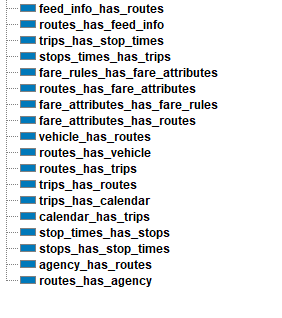 feed_info_has_routes
routes_has_feed_info
trips_has_stop_times
stops_times_has_trips
fare_rules_has_fare_attributes
routes_has_fare_attributes
fare_attributes_has_fare_rules
fare_attributes_has_routes
vehicle_has_routes
routes_has_vehicle
routes_has_trips
trips_has_routes
trips_has_calendar
calendar_has_trips
stop_times_has_stops
stops_has_stop_times
agency_has_routes
routes_has_agency